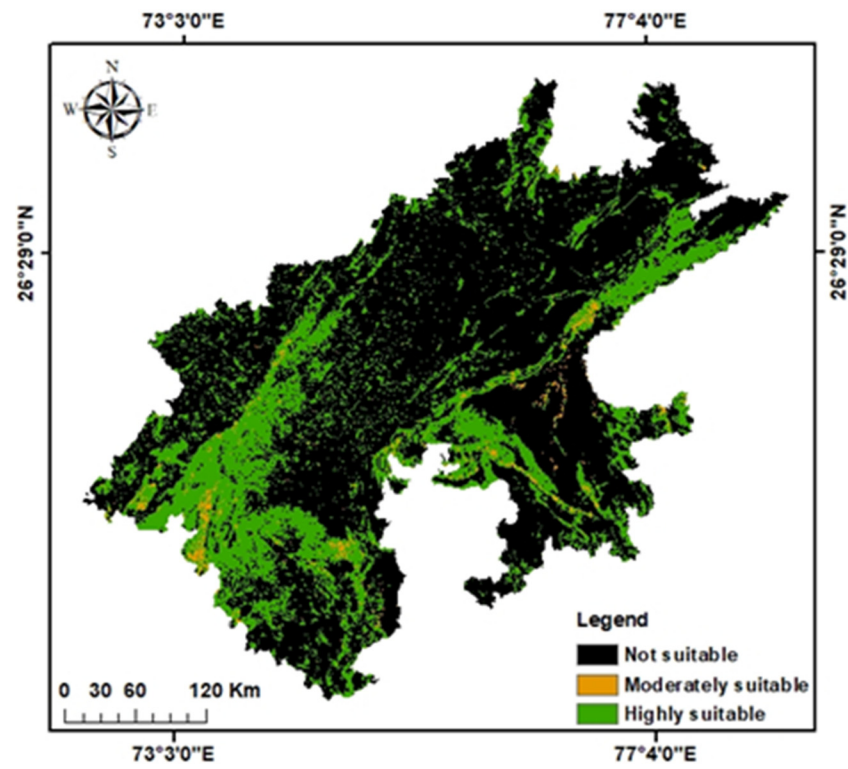 73°3'0"E 77°4'0"E
N
W E
S
26°29'0"N 26°29'0"N
Legend
Not suitable
Moderately suitable
Highly suitable
0 30 60 120 Km
73°3'0"E 77°4'0"E